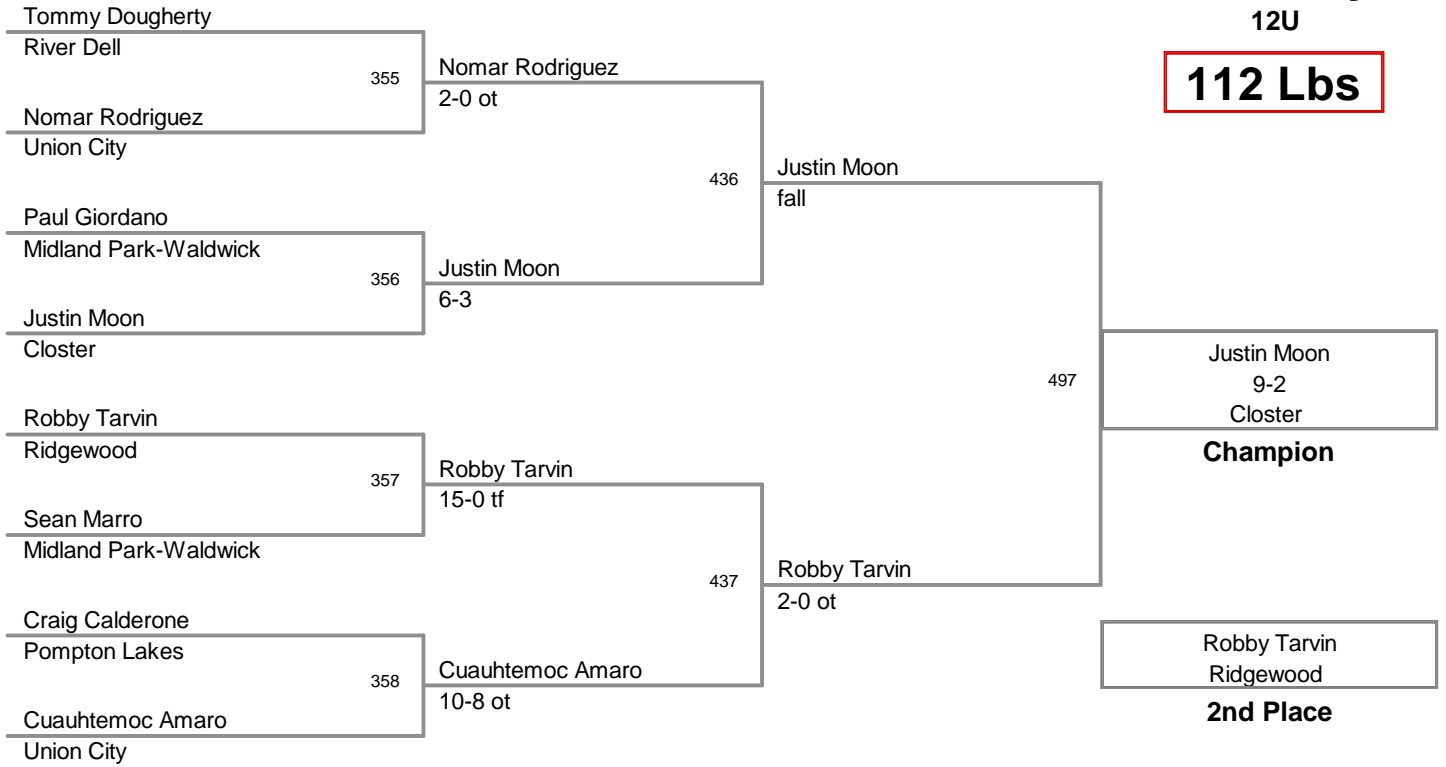 12U
112 Lbs
Tommy Dougherty
River Dell
355
Nomar Rodriguez
Union City
Nomar Rodriguez
2-0 ot
Paul Giordano
Midland Park-Waldwick
356
Justin Moon
Closter
Justin Moon
6-3
436
Justin Moon
fall
Robby Tarvin
Ridgewood
357
Sean Marro
Midland Park-Waldwick
Robby Tarvin
15-0 tf
Craig Calderone
Pompton Lakes
358
Cuauhtemoc Amaro
Union City
Cuauhtemoc Amaro
10-8 ot
437
Robby Tarvin
2-0 ot
497
Justin Moon
9-2
Closter
Champion
Robby Tarvin
Ridgewood
2nd Place